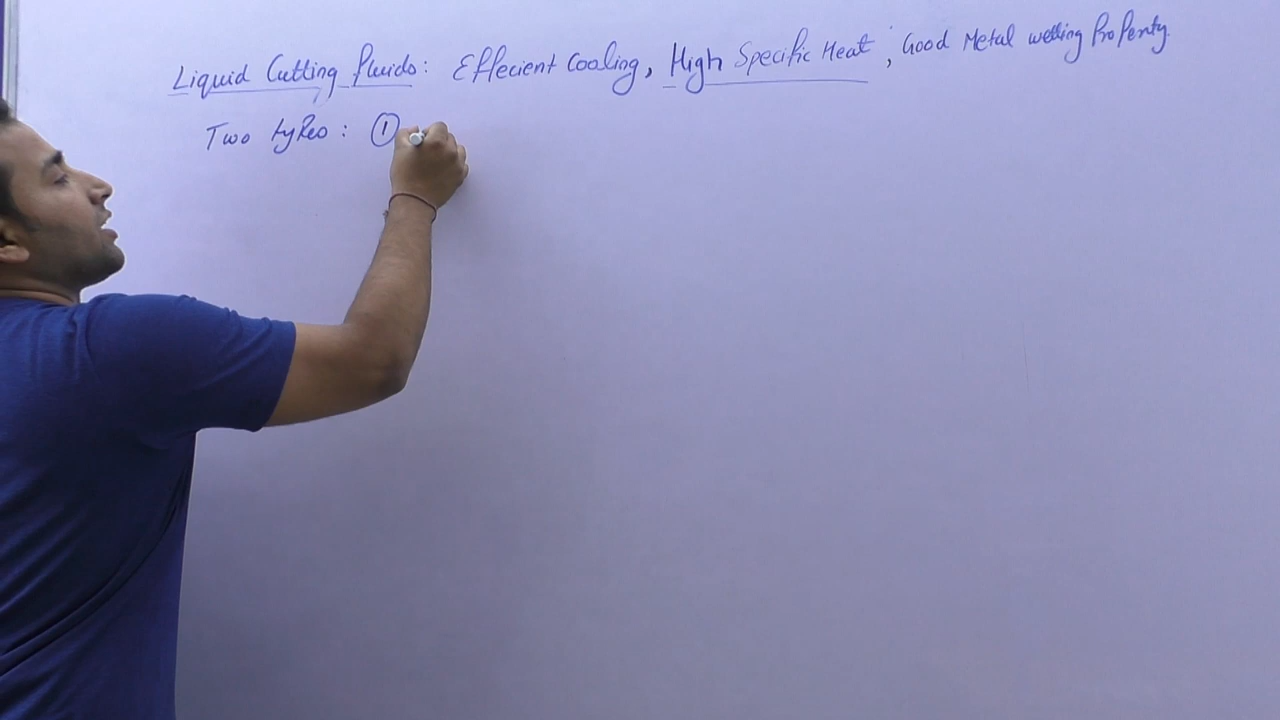 Liquid Cutting fluids: Effecient Cooling, High Specific Heat, Good Metal wetting Property.
Two types: ①